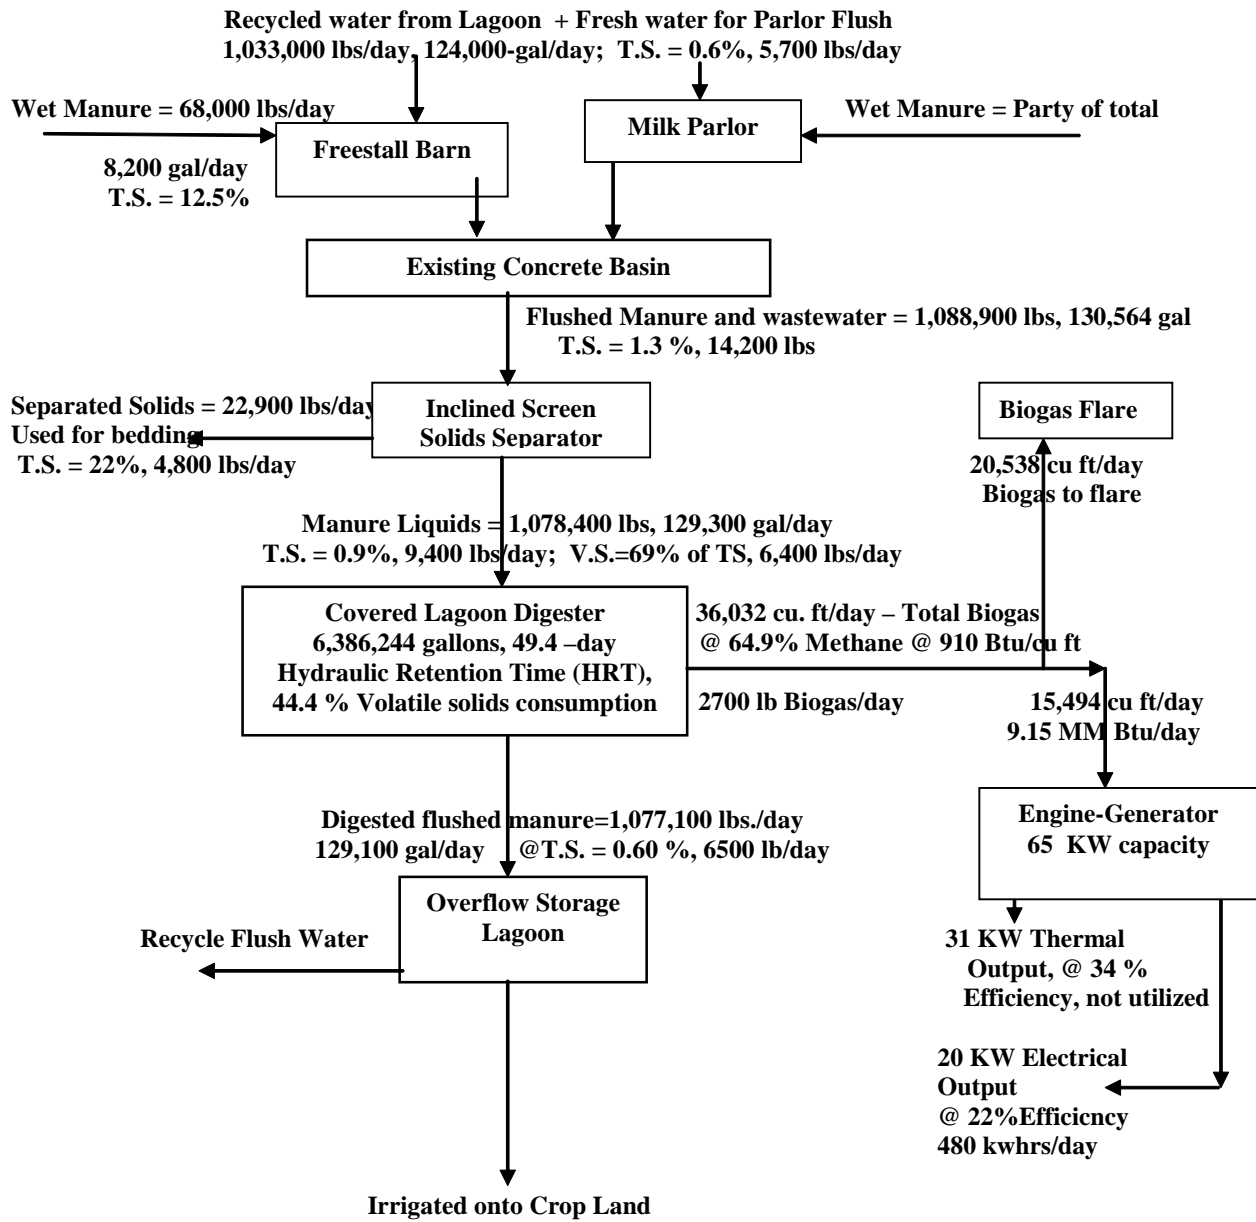 Recycled water from Lagoon + Fresh water for Parlor Flush
1,033,000 lbs/day, 124,000-gal/day; T.S. = 0.6%, 5,700 lbs/day
Wet Manure = 68,000 lbs/day
8,200 gal/day
T.S. = 12.5%
Freestall Barn
Milk Parlor
Wet Manure = Party of total
Existing Concrete Basin
Flushed Manure and wastewater = 1,088,900 lbs, 130,564 gal
T.S. = 1.3 %, 14,200 lbs
Separated Solids = 22,900 lbs/day
Used for bedding
T.S. = 22%, 4,800 lbs/day
Inclined Screen
Solids Separator
Biogas Flare
20,538 cu ft/day
Biogas to flare
Manure Liquids = 1,078,400 lbs, 129,300 gal/day
T.S. = 0.9%, 9,400 lbs/day; V.S.=69% of TS, 6,400 lbs/day
Covered Lagoon Digester
6,386,244 gallons, 49.4 –day
Hydraulic Retention Time (HRT),
44.4 % Volatile solids consumption
36,032 cu. ft/day – Total Biogas
@ 64.9% Methane @ 910 Btu/cu ft
2700 lb Biogas/day
15,494 cu ft/day
9.15 MM Btu/day
Engine-Generator
65 KW capacity
Digested flushed manure=1,077,100 lbs./day
129,100 gal/day @T.S. = 0.60 %, 6500 lb/day
Overflow Storage
Lagoon
Recycle Flush Water
31 KW Thermal
Output, @ 34 %
Efficiency, not utilized
20 KW Electrical
Output
@ 22%Efficicncy
480 kwhrs/day
Irrigated onto Crop Land